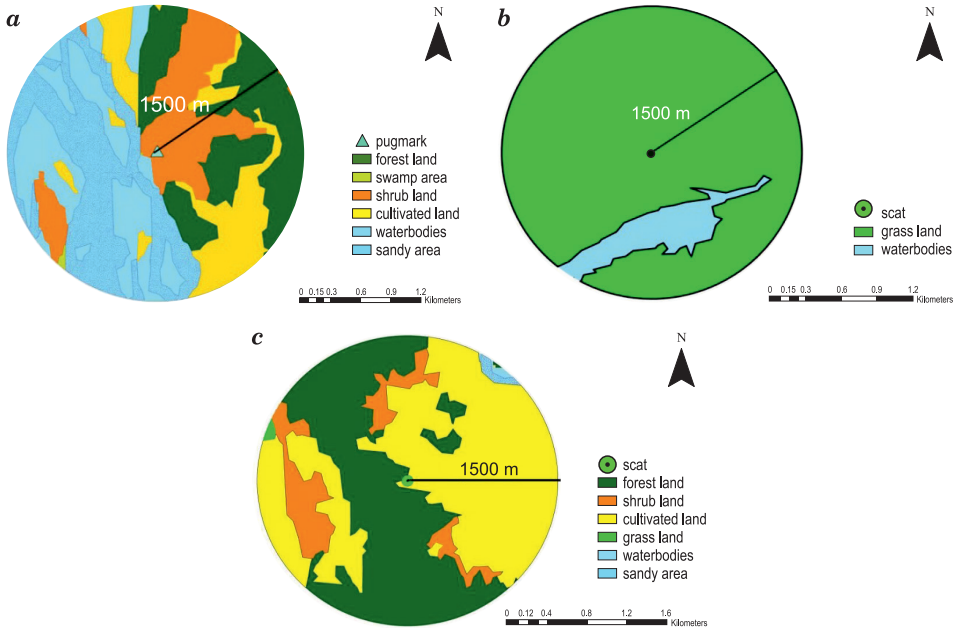 a
N
1500 m
pugmark
forest land
swamp area
shrub land
cultivated land
waterbodies
sandy area
0 0.15 0.3 0.6 0.9 1.2
Kilometers
b
N
1500 m
scat
grass land
waterbodies
0 0.15 0.3 0.6 0.9 1.2
Kilometers
c
N
1500 m
scat
forest land
shrub land
cultivated land
grass land
waterbodies
sandy area
0 0.12 0.4 0.8 1.2 1.6
Kilometers